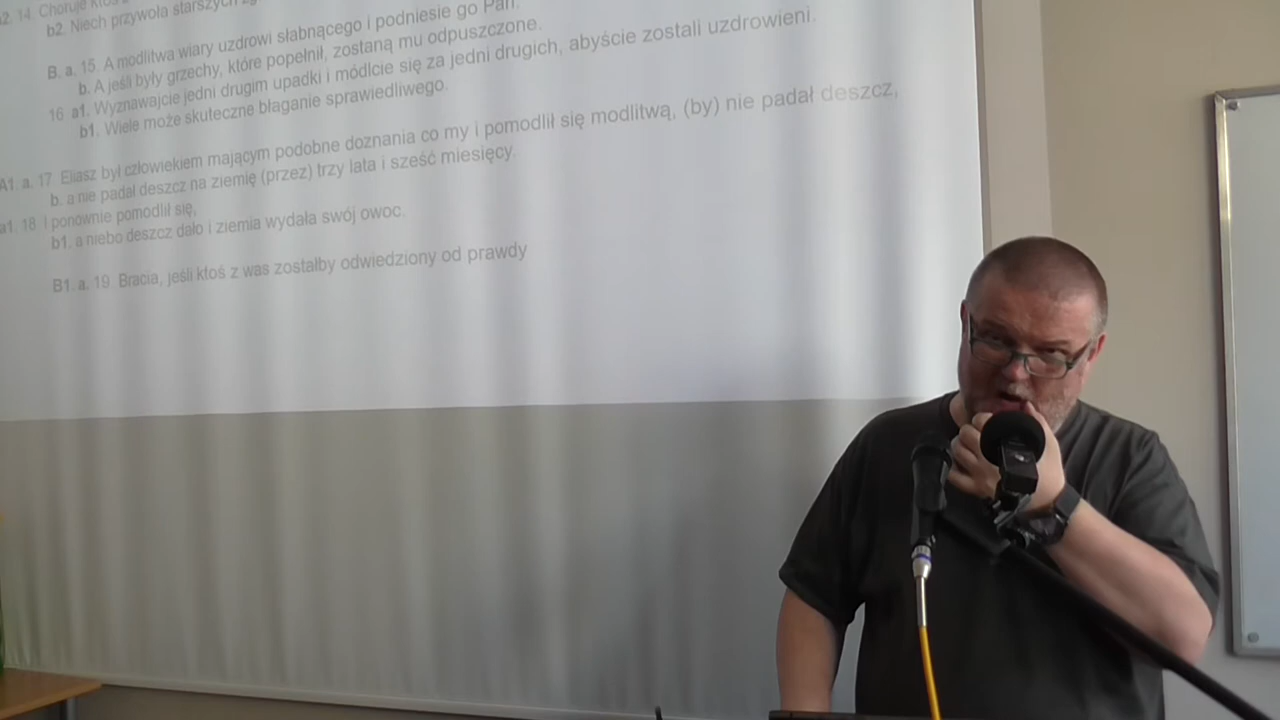 a2. 14. Choruje ktoś z
b2. Niech przywoła starszych
B. a. 15. A modlitwa wiary uzdrowi słabnącego i podniesie go Pan.
b. A jeśli były grzechy, które popełnił, zostaną mu odpuszczone.
16 a1. Wyznawajcie jedni drugim upadki i módlcie się za jedni drugich, abyście zostali uzdrowieni.
b1. Wiele może skuteczne błaganie sprawiedliwego.
A1. a. 17. Eliasz był człowiekiem mającym podobne doznania co my i pomodlił się modlitwą, (by) nie padał deszcz,
b. a nie padał deszcz na ziemię (przez) trzy lata i sześć miesięcy.
a1. 18. I ponownie pomodlił się,
b1. a niebo deszcz dało i ziemia wydała swój owoc.
B1. a. 19. Bracia, jeśli ktoś z was zostałby odwiedziony od prawdy